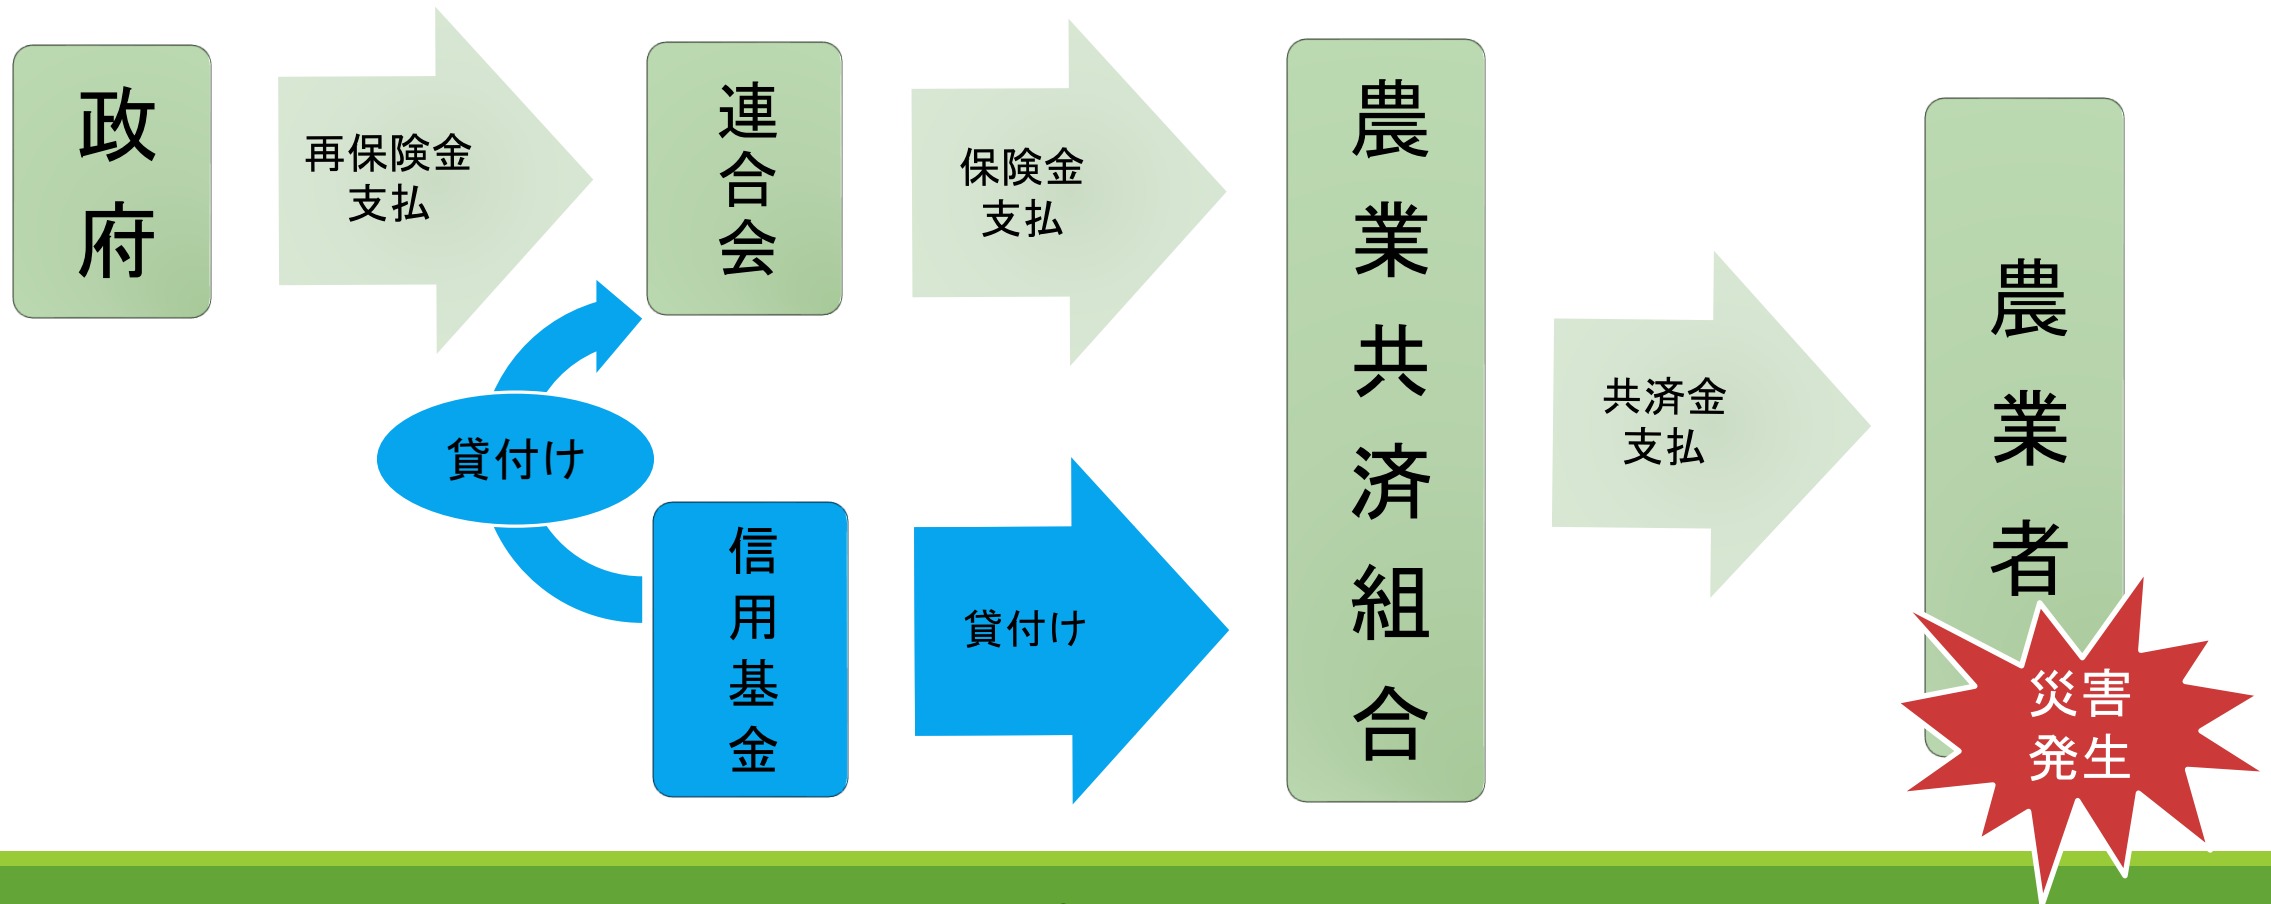 政府
再保険金
支払
連合会
保険金
支払
農業共済組合
共済金
支払
農業者
貸付け
信用基金
貸付け
災害
発生